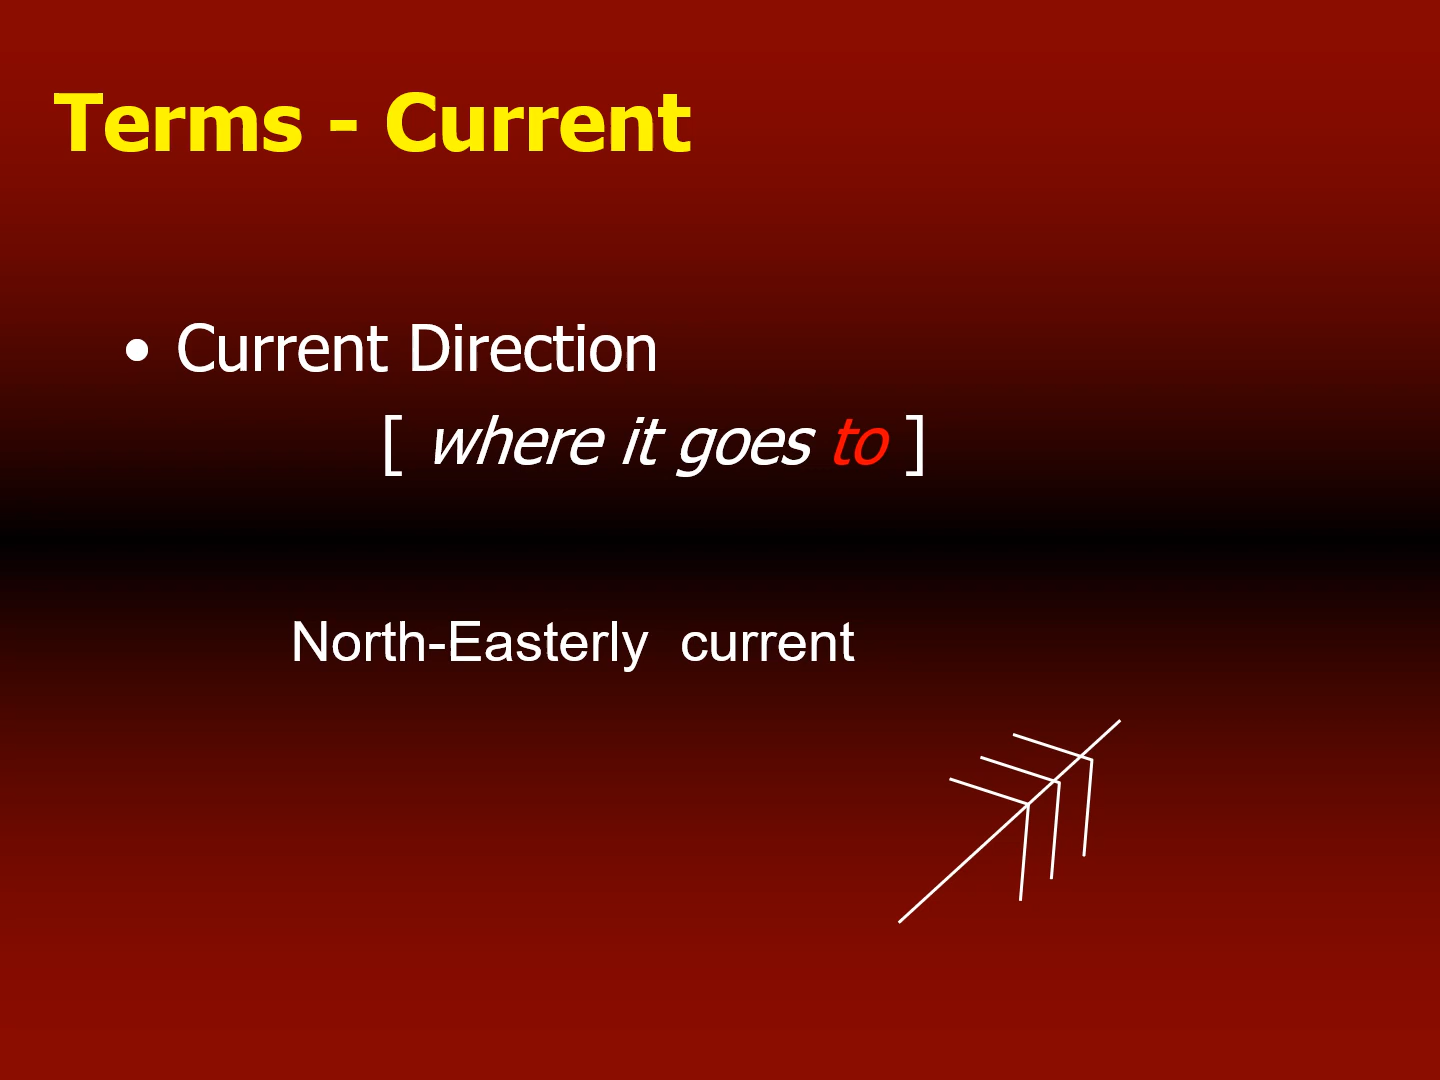 Terms - Current
• Current Direction
[ where it goes to ]
North-Easterly current